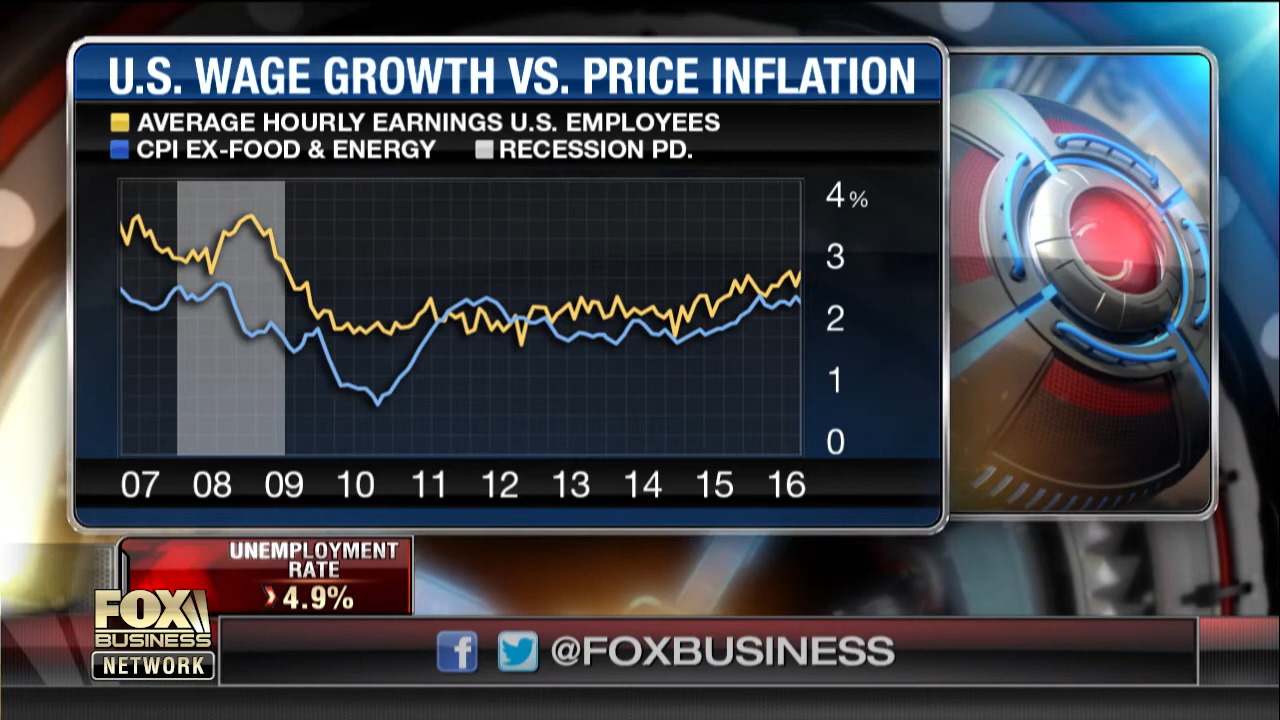 U.S. WAGE GROWTH VS. PRICE INFLATION
AVERAGE HOURLY EARNINGS U.S. EMPLOYEES
CPI EX-FOOD & ENERGY RECESSION PD.
4%
3
2
1
0
07 08 09 10 11 12 13 14 15 16
UNEMPLOYMENT
RATE
4.9%
FOX
BUSINESS
NETWORK
f @FOXBUSINESS